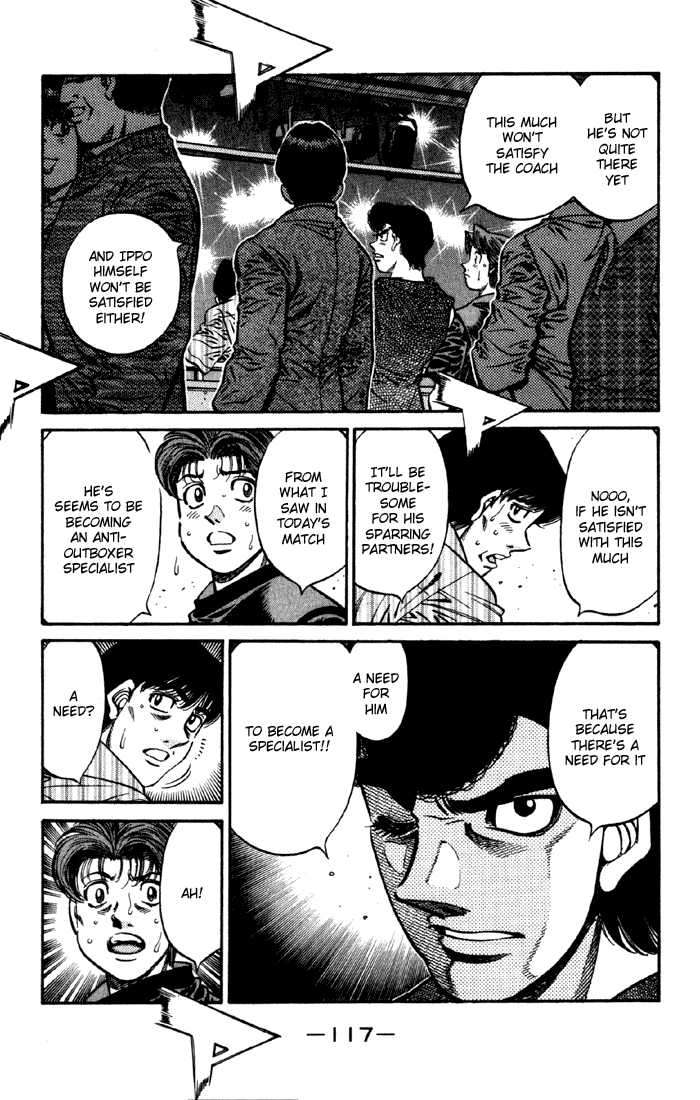 BUT
HE'S NOT
QUITE
THERE
YET
THIS MUCH
WON'T
SATISFY
THE COACH
AND IPPO
HIMSELF
WON'T BE
SATISFIED
EITHER!
NOOO,
IF HE ISN'T
SATISFIED
WITH THIS
MUCH
IT'LL BE
TROUBLE-
SOME
FOR HIS
SPARRING
PARTNERS!
FROM
WHAT I
SAW IN
TODAY'S
MATCH
HE'S
SEEMS TO BE
BECOMING
AN ANTI-
OUTBOXER
SPECIALIST
THAT'S
BECAUSE
THERE'S A
NEED FOR IT
A NEED
FOR
HIM
TO BECOME A
SPECIALIST!!
A
NEED?
AH!
—117—